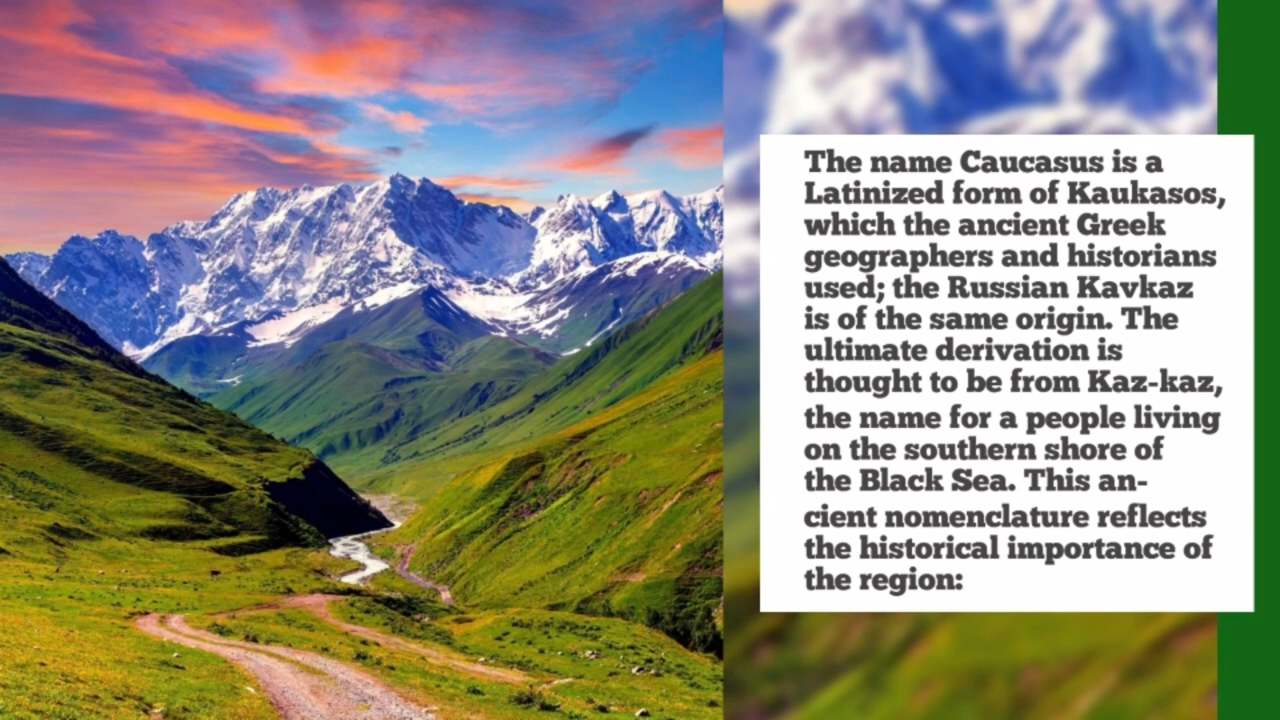 The name Caucasus is a
Latinized form of Kaukasos,
which the ancient Greek
geographers and historians
used; the Russian Kavkaz
is of the same origin. The
ultimate derivation is
thought to be from Kaz-kaz,
the name for a people living
on the southern shore of
the Black Sea. This an-
cient nomenclature reflects
the historical importance of
the region: